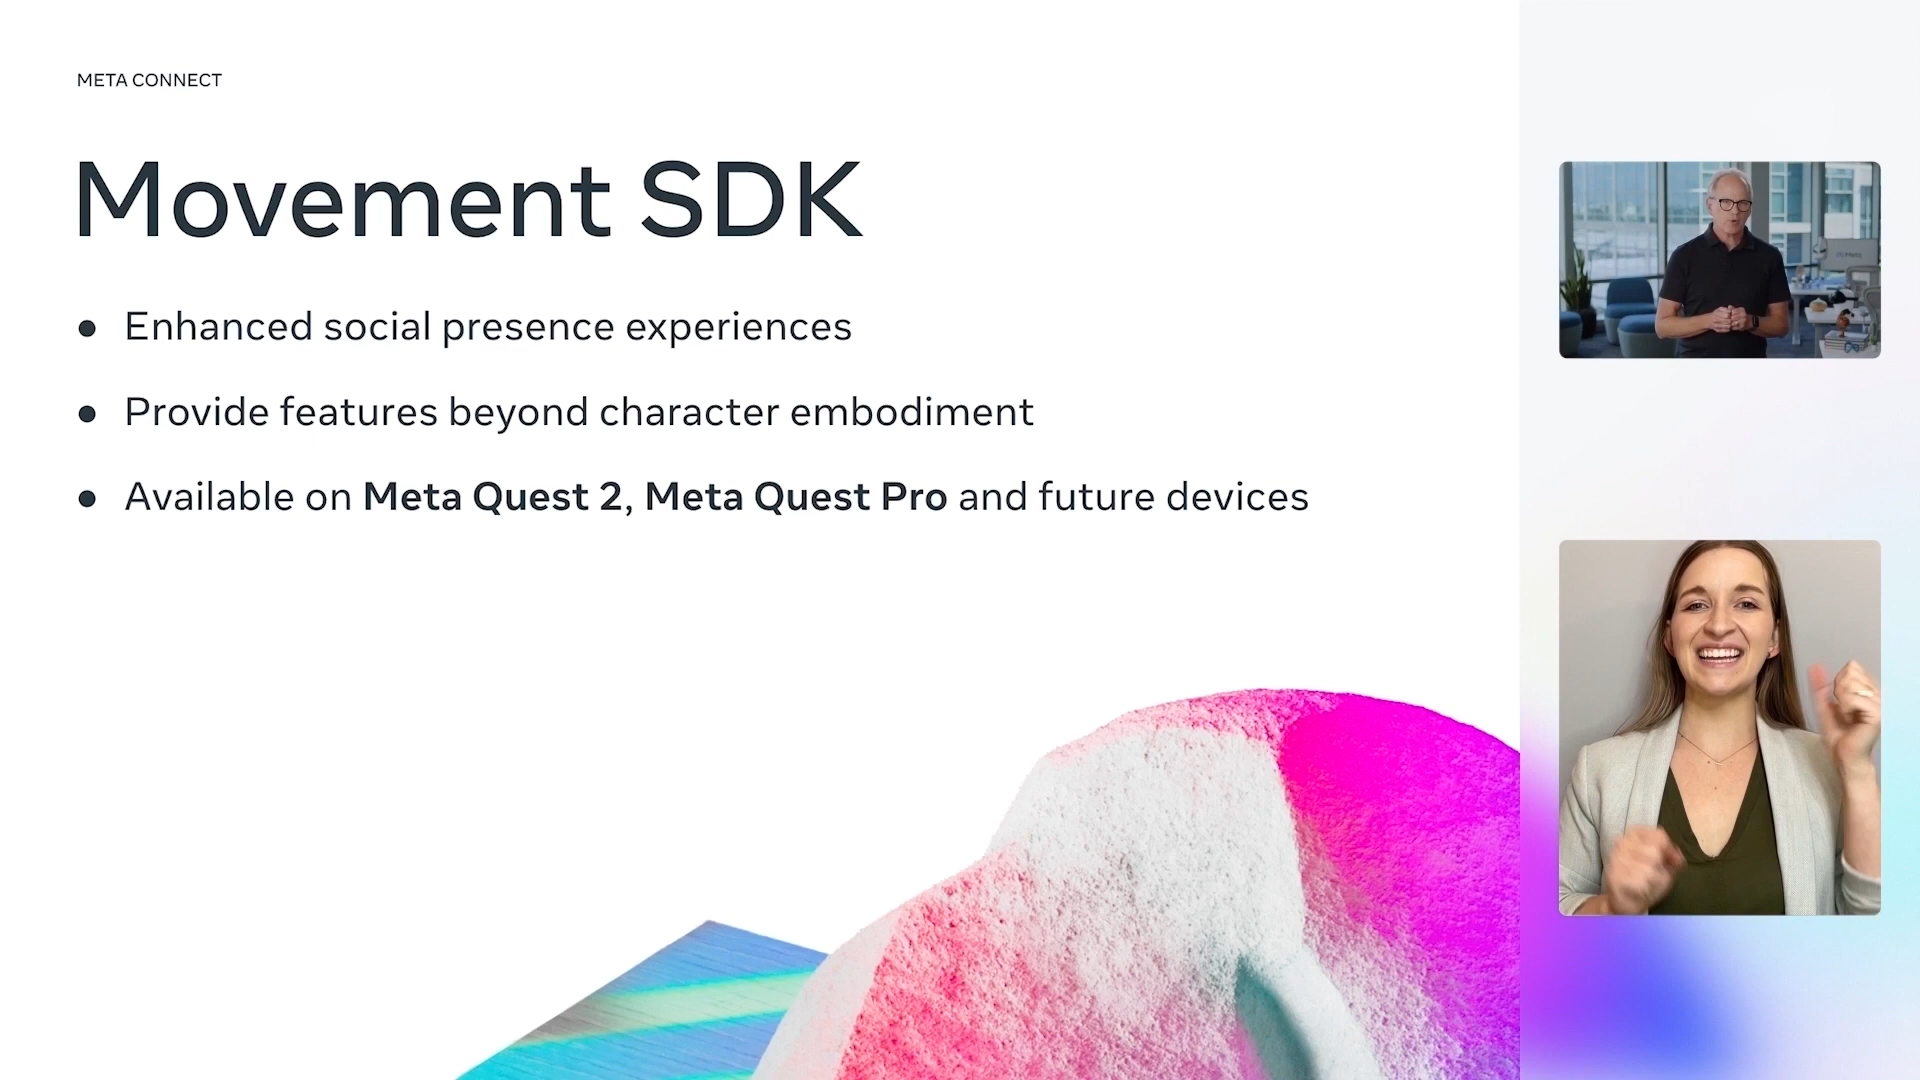 META CONNECT
Movement SDK
• Enhanced social presence experiences
• Provide features beyond character embodiment
• Available on Meta Quest 2, Meta Quest Pro and future devices
Meta